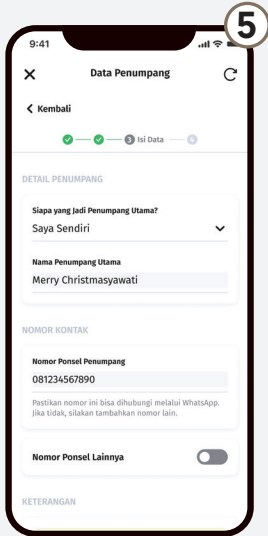 5
9:41
Data Penumpang
Kembali
3 Isi Data 4
DETAIL PENUMPANG
Siapa yang Jadi Penumpang Utama?
Saya Sendiri
Nama Penumpang Utama
Merry Christmasyawati
NOMOR KONTAK
Nomor Ponsel Penumpang
081234567890
Pastikan nomor ini bisa dihubungi melalui WhatsApp.
Jika tidak, silakan tambahkan nomor lain.
Nomor Ponsel Lainnya
KETERANGAN